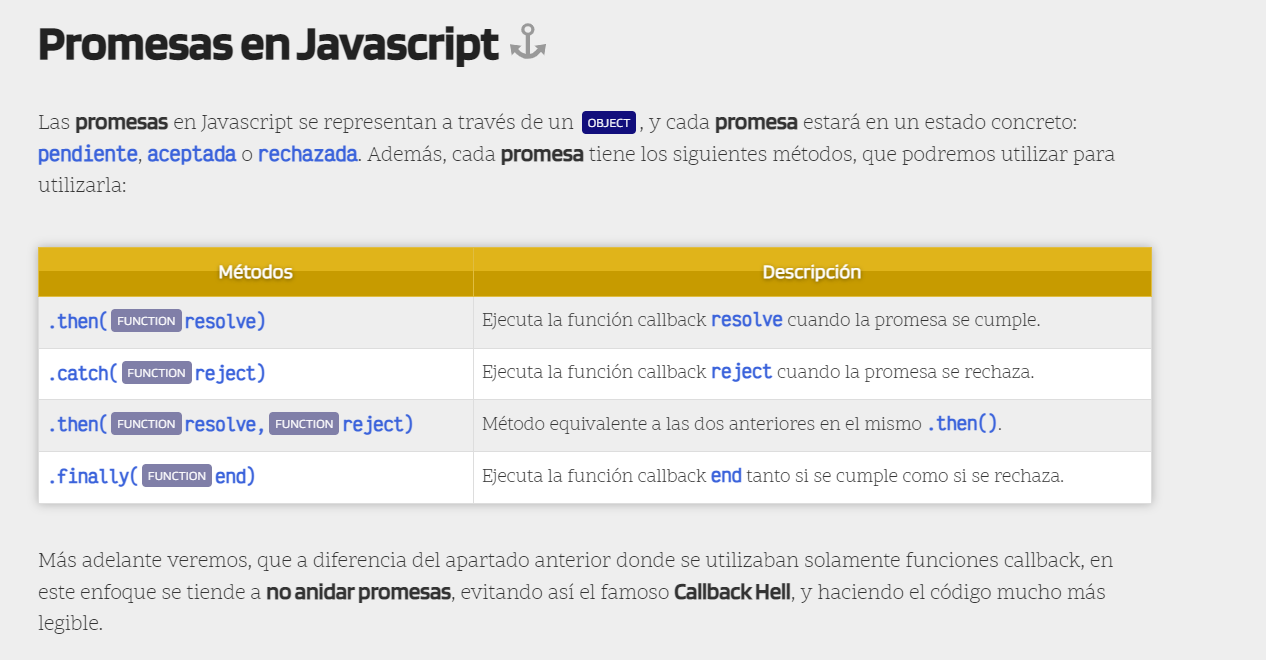 Promesas en Javascript
Las promesas en Javascript se representan a través de un OBJECT, y cada promesa estará en un estado concreto:
pendiente, aceptada o rechazada. Además, cada promesa tiene los siguientes métodos, que podremos utilizar para
utilizarla:
Métodos Descripción
.then( FUNCTION resolve) Ejecuta la función callback resolve cuando la promesa se cumple.
.catch( FUNCTION reject) Ejecuta la función callback reject cuando la promesa se rechaza.
.then( FUNCTION resolve, FUNCTION reject) Método equivalente a las dos anteriores en el mismo .then().
.finally( FUNCTION end) Ejecuta la función callback end tanto si se cumple como si se rechaza.
Más adelante veremos, que a diferencia del apartado anterior donde se utilizaban solamente funciones callback, en
este enfoque se tiende a no anidar promesas, evitando así el famoso Callback Hell, y haciendo el código mucho más
legible.